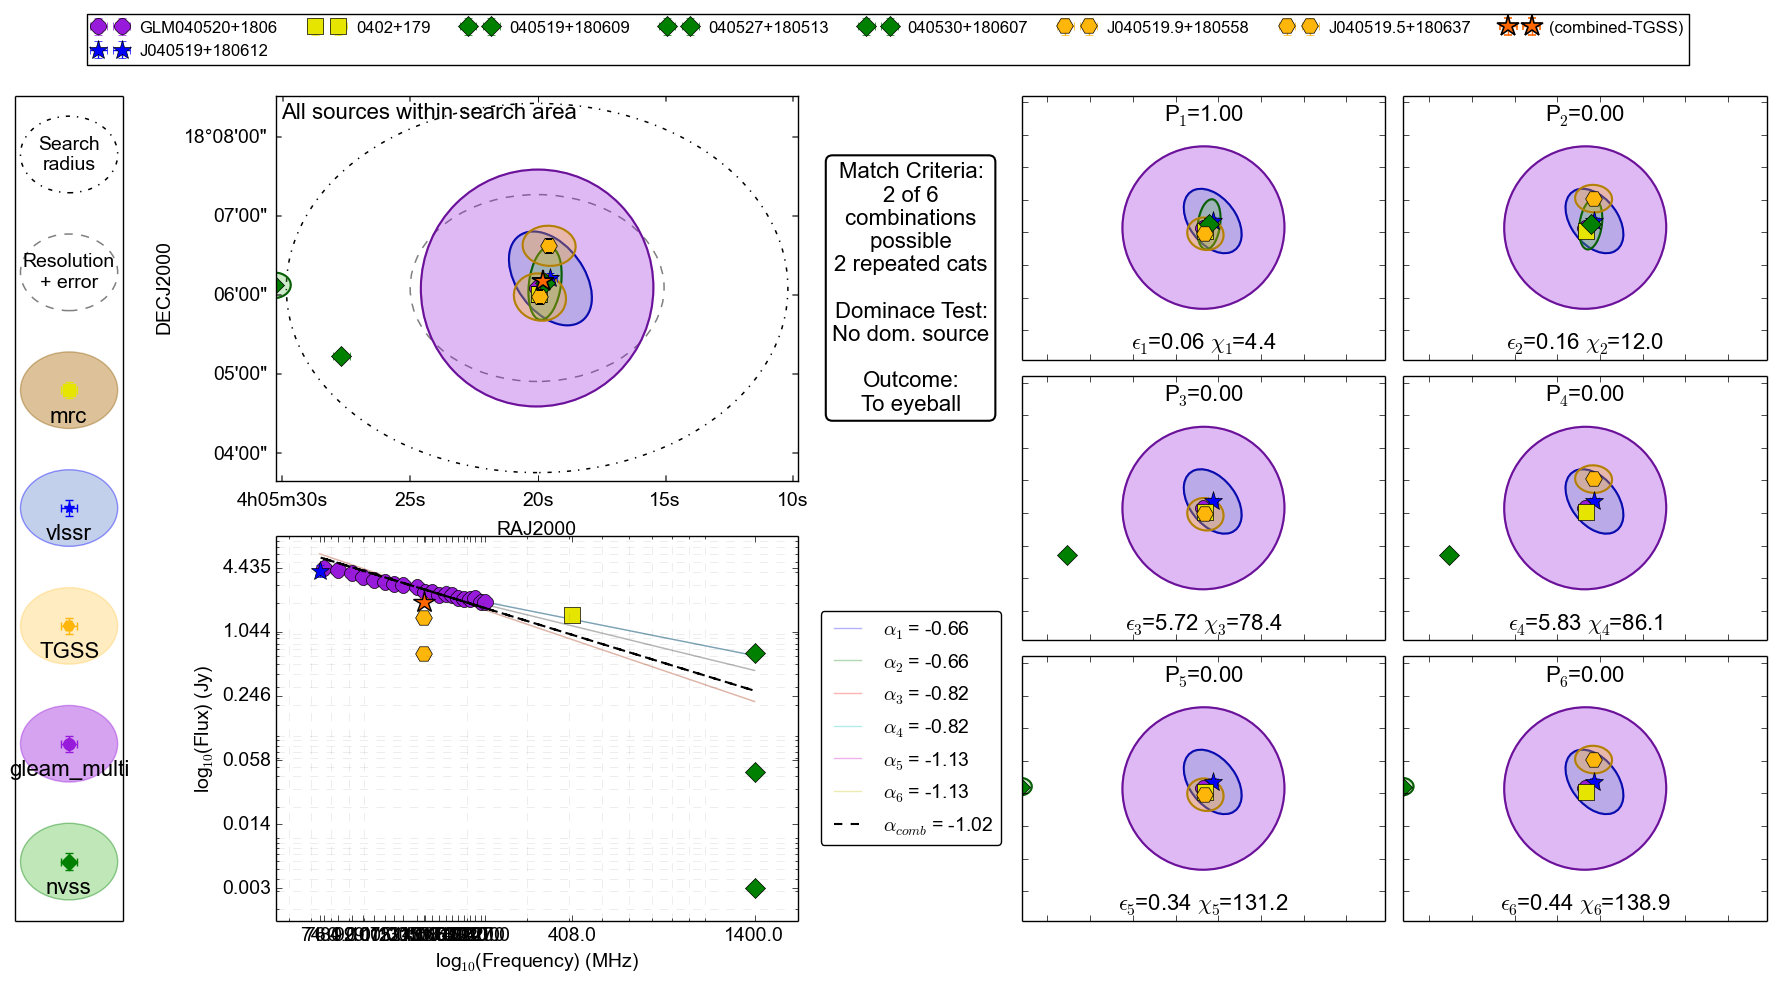 GLM040520+1806 0402+179 040519+180609 040527+180513 040530+180607 J040519.9+180558 J040519.5+180637 (combined-TGSS)
J040519+180612
Search
radius
Resolution
+ error
mrc
vlssr
TGSS
gleam_multi
nvss
All sources within search area
DECJ2000
18°08'00"
07'00"
06'00"
05'00"
04'00"
4h05m30s 25s 20s 15s 10s
RAJ2000
Match Criteria:
2 of 6
combinations
possible
2 repeated cats
Dominace Test:
No dom. source
Outcome:
To eyeball
log10(Flux) (Jy)
4.435
1.044
0.246
0.058
0.014
0.003
408.0 1400.0
log10(Frequency) (MHz)
α1 = -0.66
α2 = -0.66
α3 = -0.82
α4 = -0.82
α5 = -1.13
α6 = -1.13
αcomb = -1.02
P1=1.00
ϵ1=0.06 χ1=4.4
P2=0.00
ϵ2=0.16 χ2=12.0
P3=0.00
ϵ3=5.72 χ3=78.4
P4=0.00
ϵ4=5.83 χ4=86.1
P5=0.00
ϵ5=0.34 χ5=131.2
P6=0.00
ϵ6=0.44 χ6=138.9